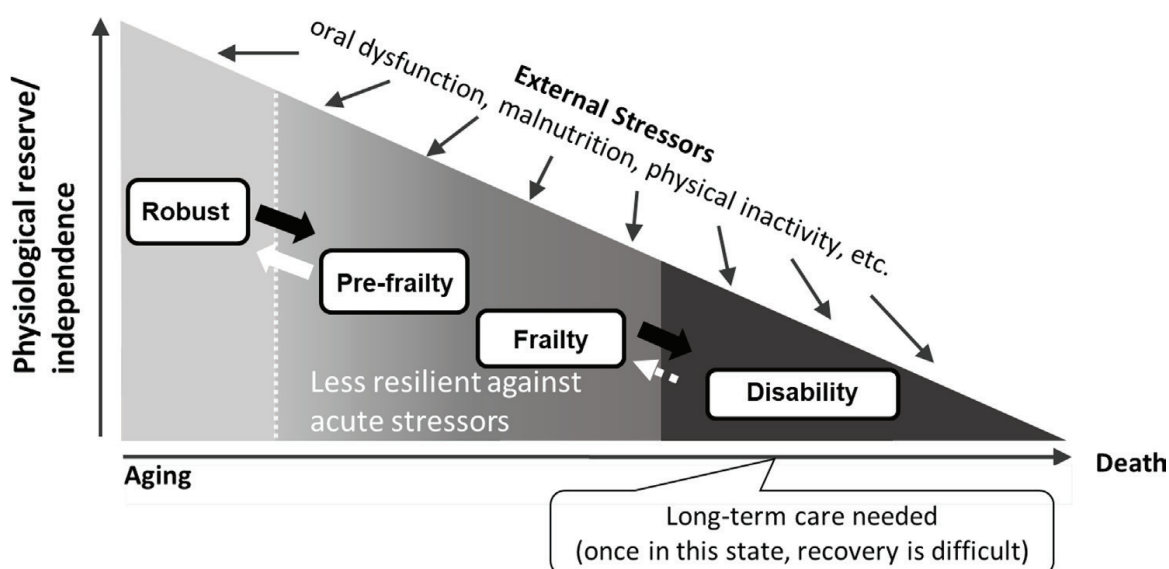 Physiological reserve/
independence
oral dysfunction, malnutrition, physical inactivity, etc.
External Stressors
Robust
Pre-frailty
Frailty
Disability
Less resilient against
acute stressors
Aging
Death
Long-term care needed
(once in this state, recovery is difficult)